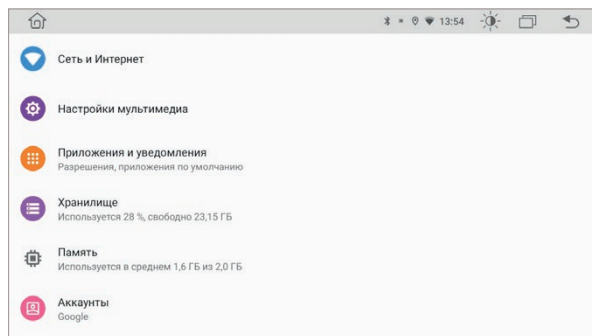 13:54
Сеть и Интернет
Настройки мультимедиа
Приложения и уведомления
Разрешения, приложения по умолчанию
Хранилище
Используется 28 %, свободно 23,15 ГБ
Память
Используется в среднем 1,6 ГБ из 2,0 ГБ
Аккаунты
Google